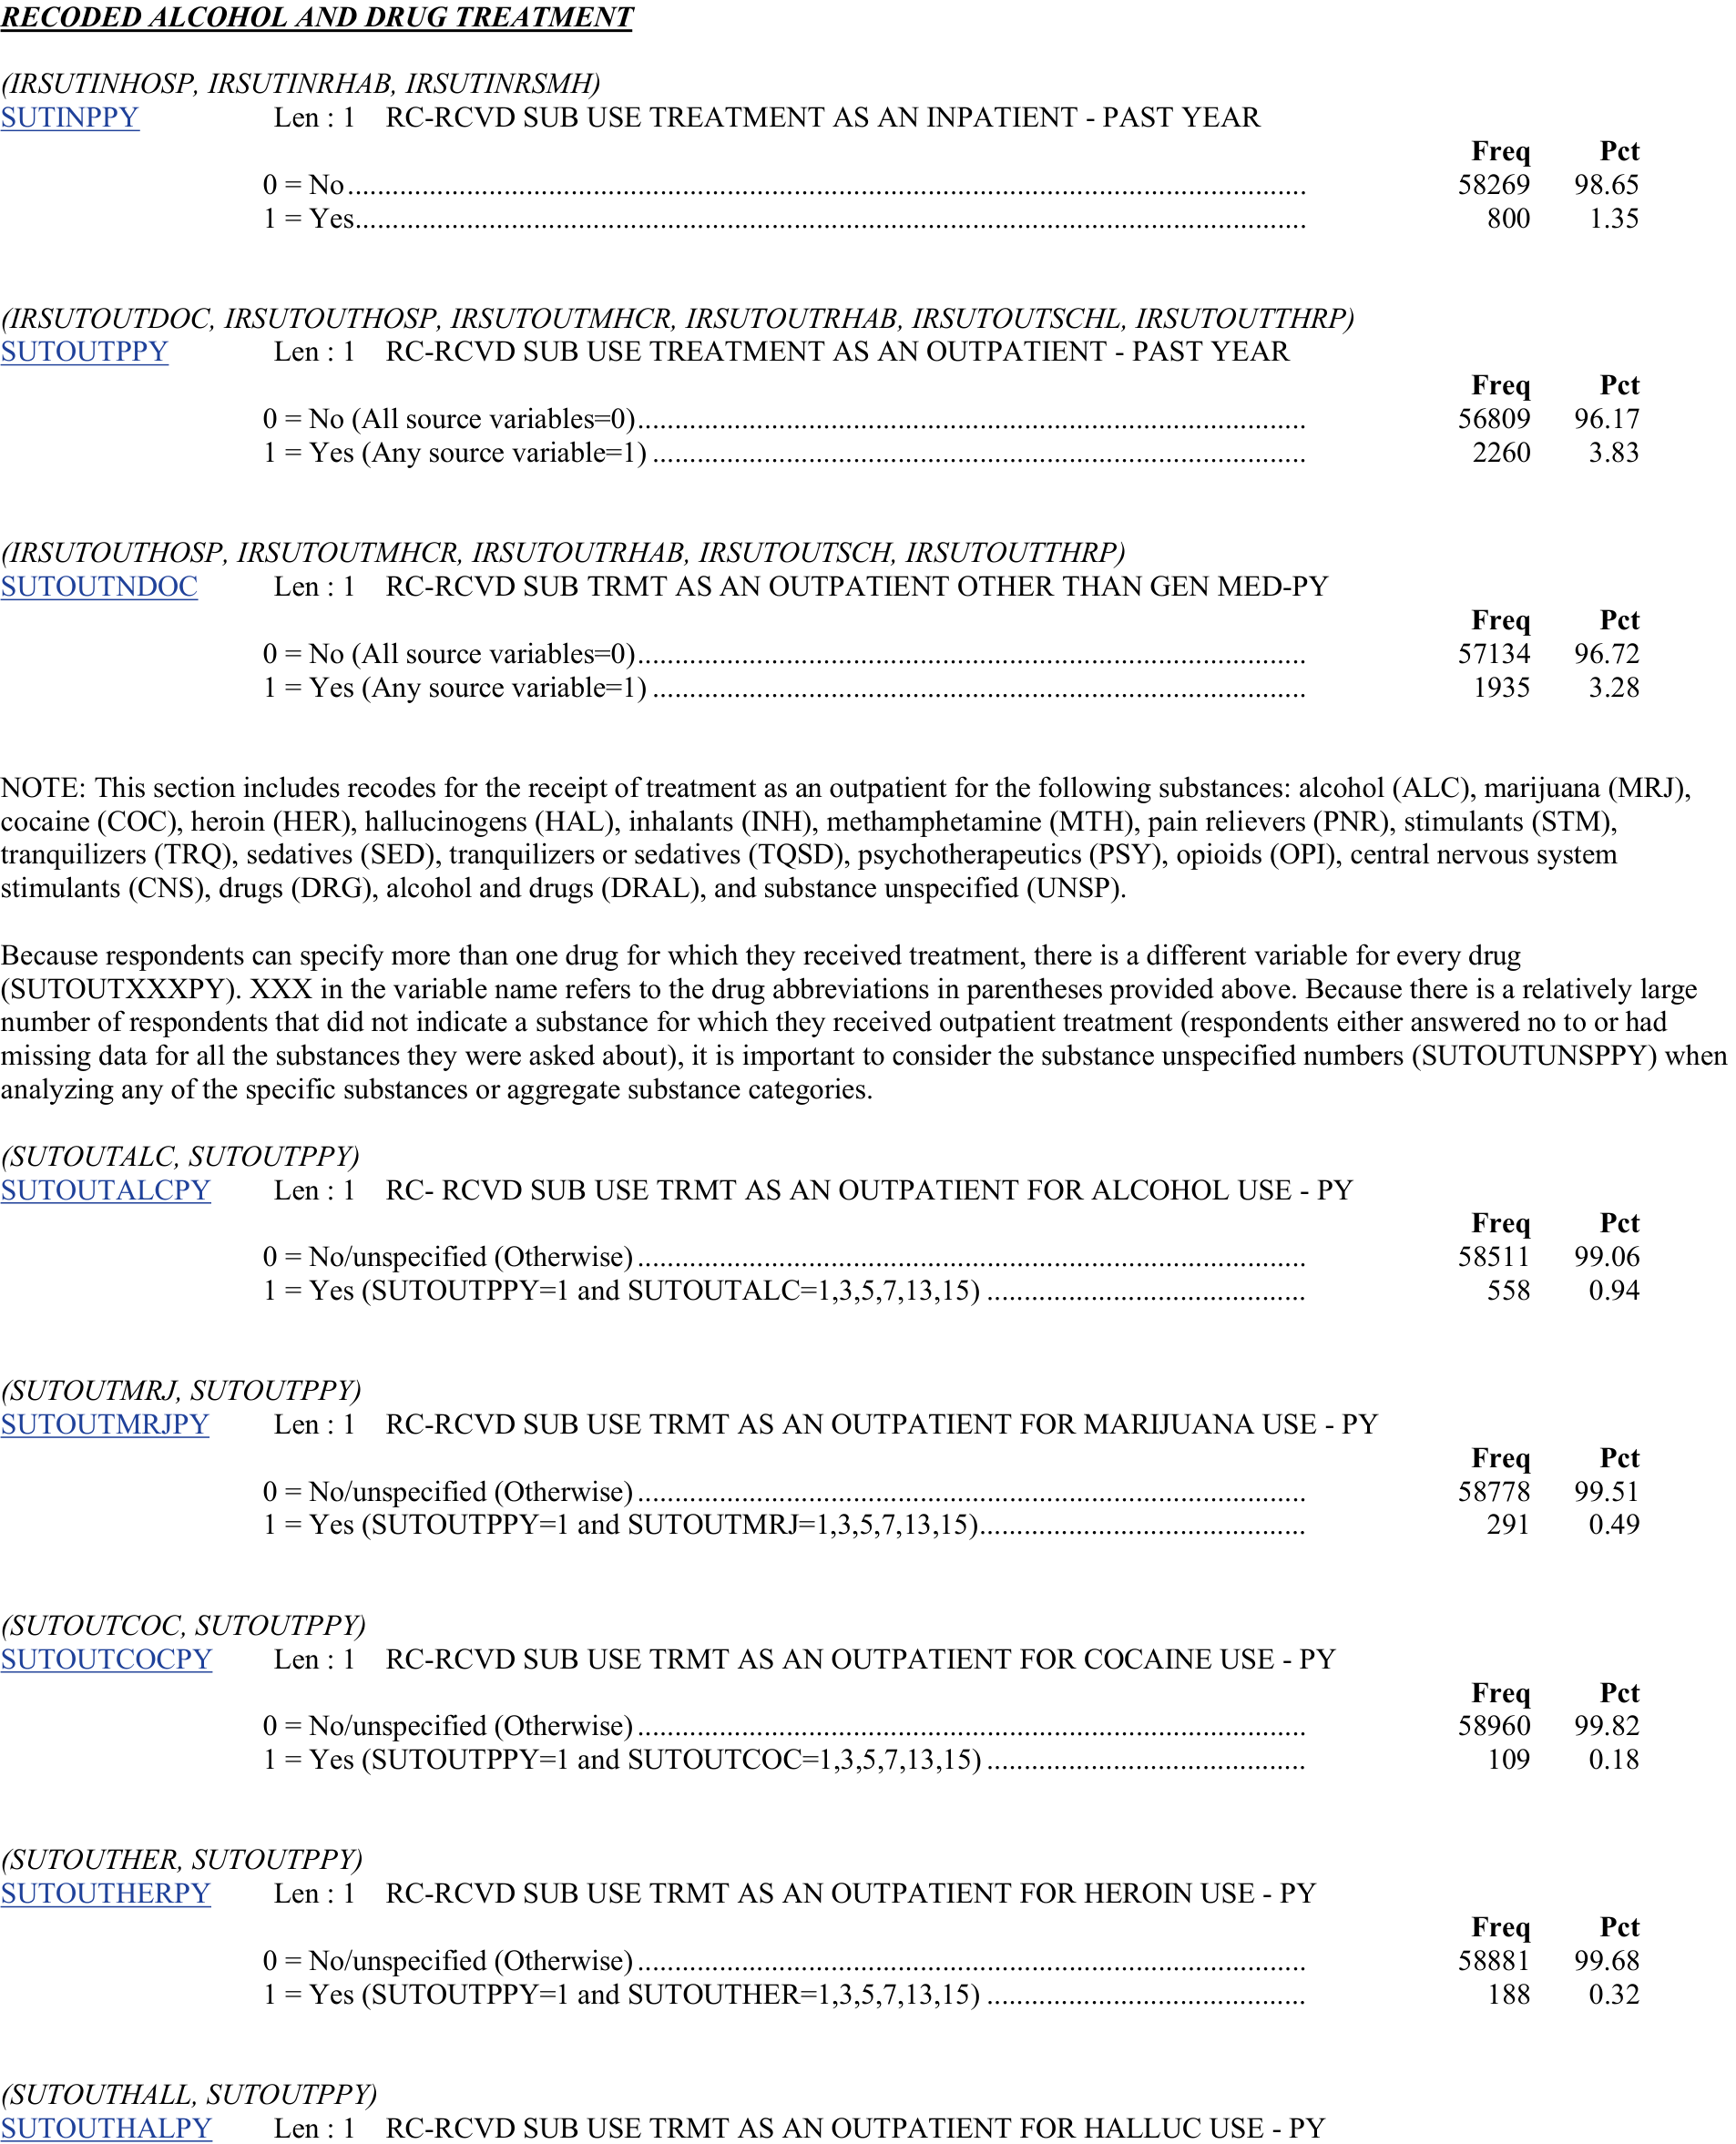 RECODED ALCOHOL AND DRUG TREATMENT
(IRSUTINHOSP, IRSUTINRHAB, IRSUTINRSMH)
SUTINPPY Len : 1 RC-RCVD SUB USE TREATMENT AS AN INPATIENT - PAST YEAR
Freq Pct
0 = No................................................................................................................................ 58269 98.65
1 = Yes............................................................................................................................... 800 1.35
(IRSUTOUTDOC, IRSUTOUTHOSP, IRSUTOUTMHCR, IRSUTOUTRHAB, IRSUTOUTSCHL, IRSUTOUTTHRP)
SUTOUTPPY Len : 1 RC-RCVD SUB USE TREATMENT AS AN OUTPATIENT - PAST YEAR
Freq Pct
0 = No (All source variables=0).......................................................................................... 56809 96.17
1 = Yes (Any source variable=1) ........................................................................................ 2260 3.83
(IRSUTOUTHOSP, IRSUTOUTMHCR, IRSUTOUTRHAB, IRSUTOUTSCH, IRSUTOUTTHRP)
SUTOUTNDOC Len : 1 RC-RCVD SUB TRMT AS AN OUTPATIENT OTHER THAN GEN MED-PY
Freq Pct
0 = No (All source variables=0).......................................................................................... 57134 96.72
1 = Yes (Any source variable=1) ........................................................................................ 1935 3.28
NOTE: This section includes recodes for the receipt of treatment as an outpatient for the following substances: alcohol (ALC), marijuana (MRJ),
cocaine (COC), heroin (HER), hallucinogens (HAL), inhalants (INH), methamphetamine (MTH), pain relievers (PNR), stimulants (STM),
tranquilizers (TRQ), sedatives (SED), tranquilizers or sedatives (TQSD), psychotherapeutics (PSY), opioids (OPI), central nervous system
stimulants (CNS), drugs (DRG), alcohol and drugs (DRAL), and substance unspecified (UNSP).
Because respondents can specify more than one drug for which they received treatment, there is a different variable for every drug
(SUTOUTXXXPY). XXX in the variable name refers to the drug abbreviations in parentheses provided above. Because there is a relatively large
number of respondents that did not indicate a substance for which they received outpatient treatment (respondents either answered no to or had
missing data for all the substances they were asked about), it is important to consider the substance unspecified numbers (SUTOUTUNSPPY) when
analyzing any of the specific substances or aggregate substance categories.
(SUTOUTALC, SUTOUTPPY)
SUTOUTALCPY Len : 1 RC- RCVD SUB USE TRMT AS AN OUTPATIENT FOR ALCOHOL USE - PY
Freq Pct
0 = No/unspecified (Otherwise).......................................................................................... 58511 99.06
1 = Yes (SUTOUTPPY=1 and SUTOUTALC=1,3,5,7,13,15) ........................................... 558 0.94
(SUTOUTMRJ, SUTOUTPPY)
SUTOUTMRJPY Len : 1 RC-RCVD SUB USE TRMT AS AN OUTPATIENT FOR MARIJUANA USE - PY
Freq Pct
0 = No/unspecified (Otherwise).......................................................................................... 58778 99.51
1 = Yes (SUTOUTPPY=1 and SUTOUTMRJ=1,3,5,7,13,15)............................................ 291 0.49
(SUTOUTCOC, SUTOUTPPY)
SUTOUTCOCPY Len : 1 RC-RCVD SUB USE TRMT AS AN OUTPATIENT FOR COCAINE USE - PY
Freq Pct
0 = No/unspecified (Otherwise).......................................................................................... 58960 99.82
1 = Yes (SUTOUTPPY=1 and SUTOUTCOC=1,3,5,7,13,15) ........................................... 109 0.18
(SUTOUTHER, SUTOUTPPY)
SUTOUTHERPY Len : 1 RC-RCVD SUB USE TRMT AS AN OUTPATIENT FOR HEROIN USE - PY
Freq Pct
0 = No/unspecified (Otherwise).......................................................................................... 58881 99.68
1 = Yes (SUTOUTPPY=1 and SUTOUTHER=1,3,5,7,13,15) ........................................... 188 0.32
(SUTOUTHALL, SUTOUTPPY)
SUTOUTHALPY Len : 1 RC-RCVD SUB USE TRMT AS AN OUTPATIENT FOR HALLUC USE - PY